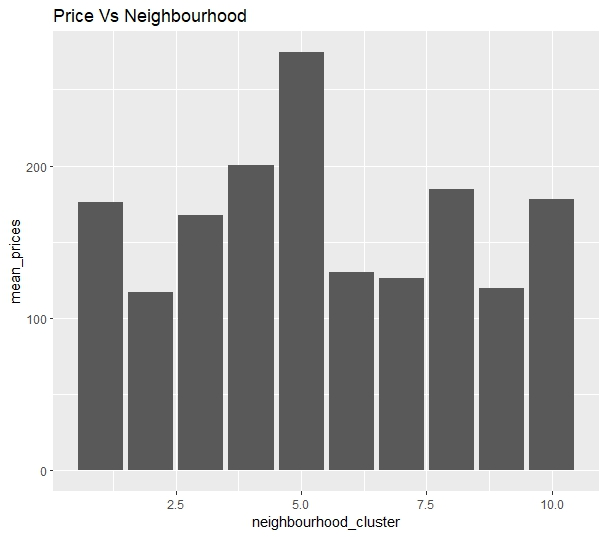 Price Vs Neighbourhood
mean_prices
200
100
0
2.5 5.0 7.5 10.0
neighbourhood_cluster